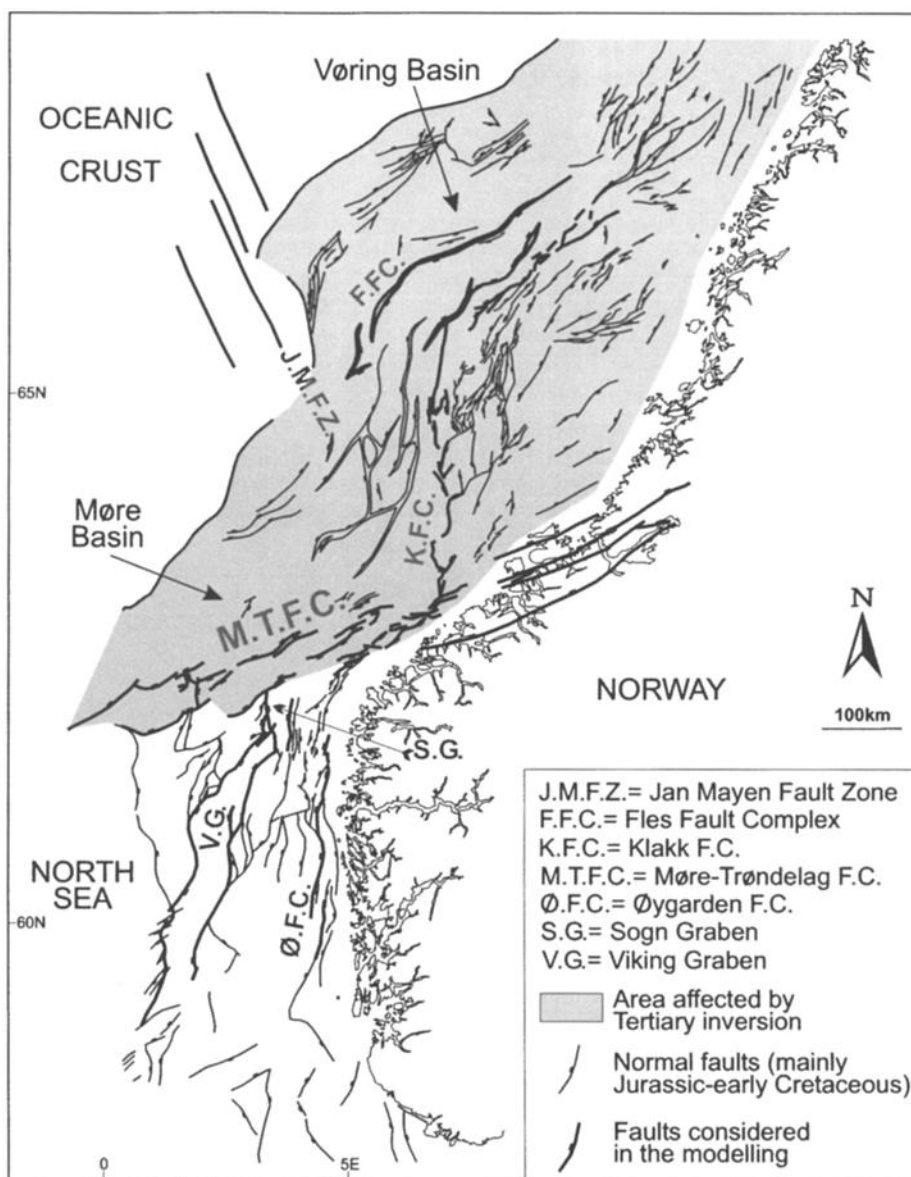 Vøring Basin
OCEANIC
CRUST
F.FC.
J.M.F.Z.
65N
K.F.C.
Møre
Basin
M.T.F.C.
N
NORWAY
100km
S.G.
V.G.
NORTH
SEA
Ø.F.C.
60N
0
5E
J.M.F.Z.= Jan Mayen Fault Zone
F.F.C.= Fles Fault Complex
K.F.C.= Klakk F.C.
M.T.F.C.= Møre-Trøndelag F.C.
Ø.F.C.= Øygarden F.C.
S.G.= Sogn Graben
V.G.= Viking Graben
Area affected by
Tertiary inversion
Normal faults (mainly
Jurassic-early Cretaceous)
Faults considered
in the modelling